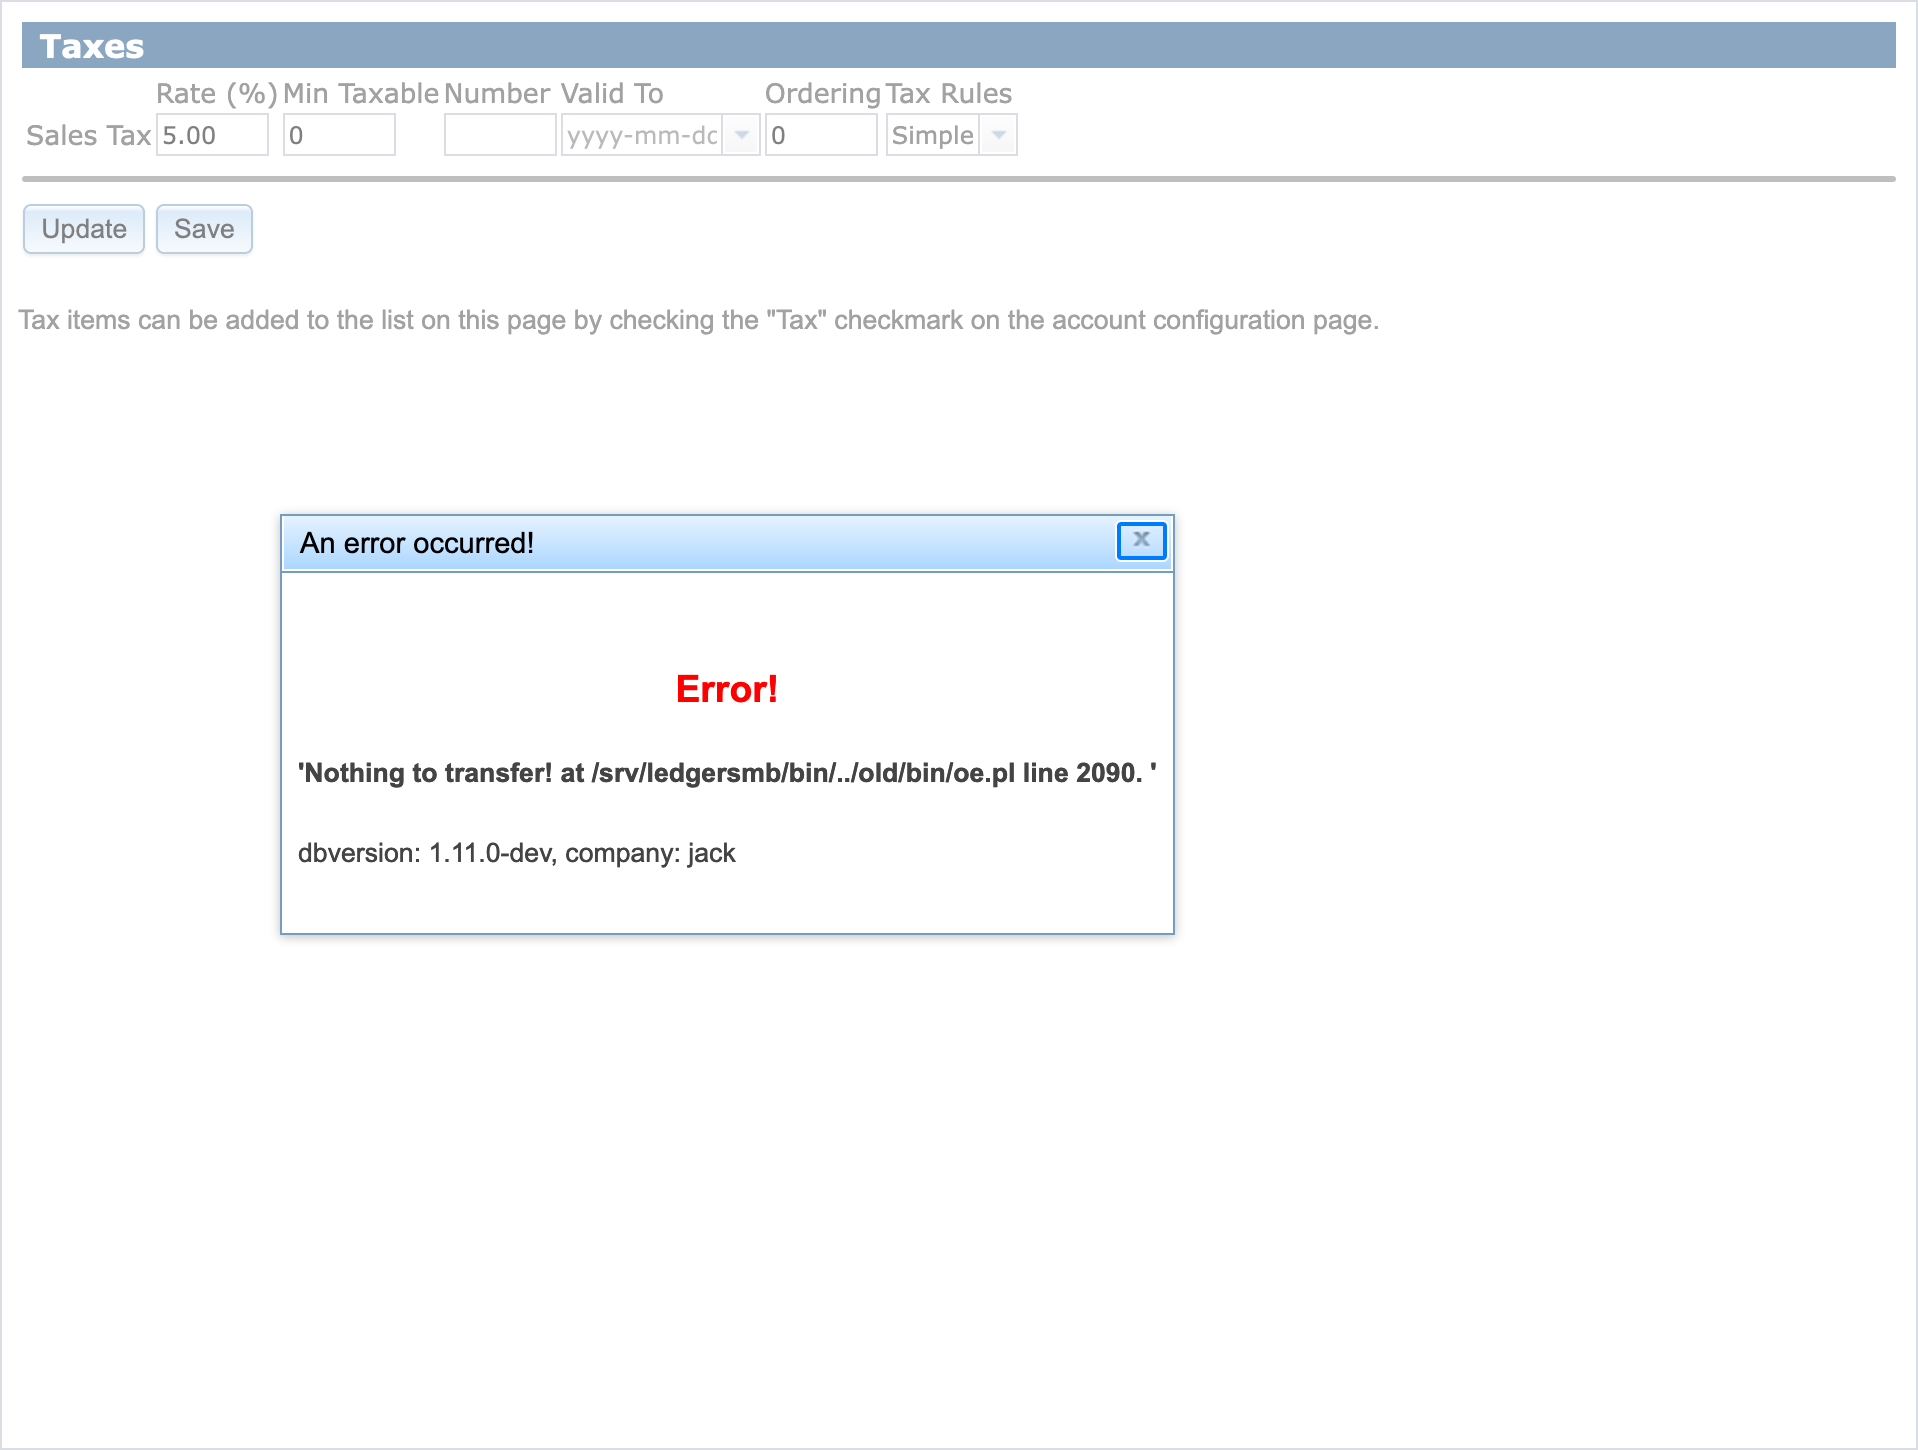 Taxes
Rate (%) Min Taxable Number Valid To Ordering Tax Rules
Sales Tax 5.00 0 yyyy-mm-dd 0 Simple
Update Save
Tax items can be added to the list on this page by checking the "Tax" checkmark on the account configuration page.
An error occurred! x
Error!
'Nothing to transfer! at /srv/ledgersmb/bin/../old/bin/oe.pl line 2090. '
dbversion: 1.11.0-dev, company: jack